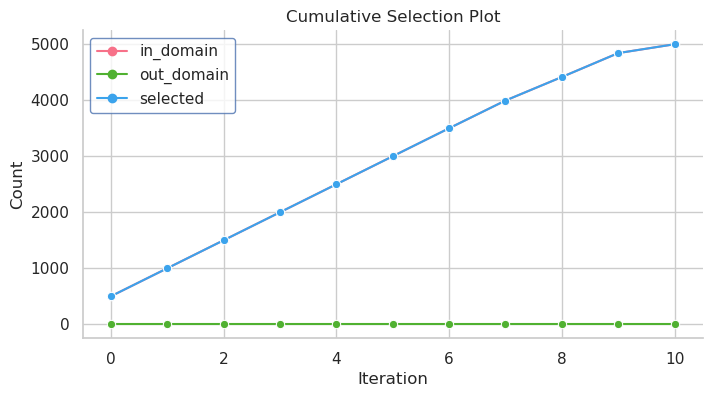 Cumulative Selection Plot
in_domain
out_domain
selected
5000
4000
3000
2000
1000
0
Count
0 2 4 6 8 10
Iteration